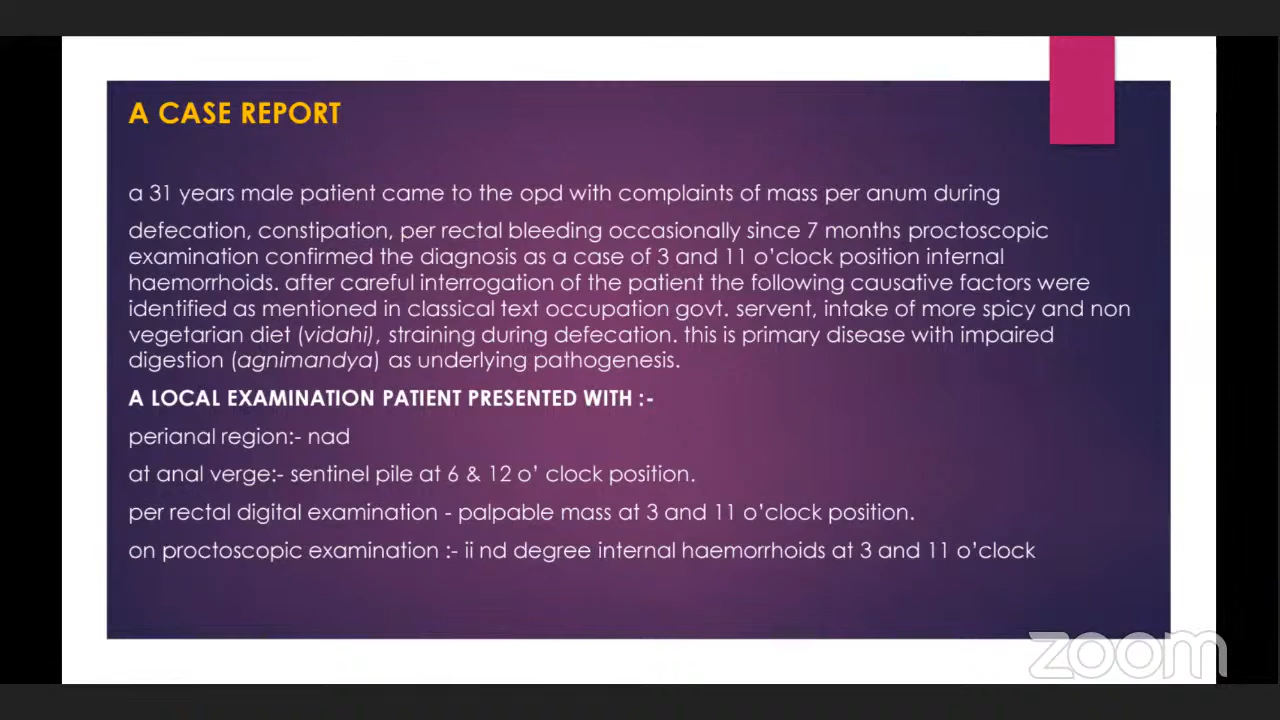 A CASE REPORT
a 31 years male patient came to the opd with complaints of mass per anum during
defecation, constipation, per rectal bleeding occasionally since 7 months proctoscopic
examination confirmed the diagnosis as a case of 3 and 11 o’clock position internal
haemorrhoids. after careful interrogation of the patient the following causative factors were
identified as mentioned in classical text occupation govt. servent, intake of more spicy and non
vegetarian diet (vidahi), straining during defecation. this is primary disease with impaired
digestion (agnimandya) as underlying pathogenesis.
A LOCAL EXAMINATION PATIENT PRESENTED WITH :-
perianal region:- nad
at anal verge:- sentinel pile at 6 & 12 o’ clock position.
per rectal digital examination - palpable mass at 3 and 11 o’clock position.
on proctoscopic examination :- ii nd degree internal haemorrhoids at 3 and 11 o’clock
zoom